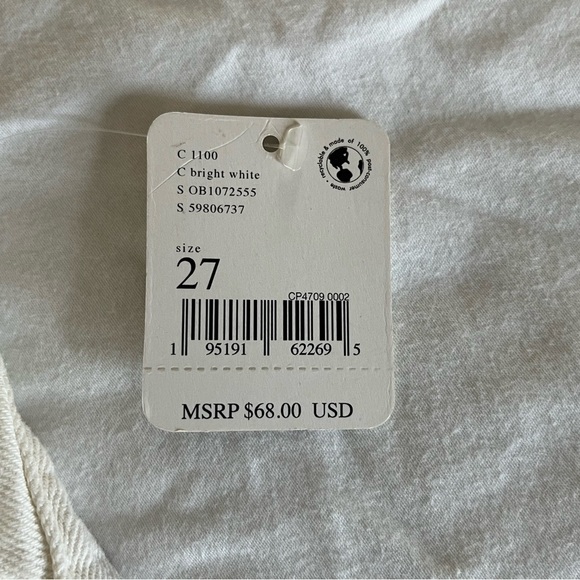 C 1100
C bright white
S OB1072555
S 59806737
recyclable & made of 100% post-consumer waste •
size
27
CP4709 0002
1 95191 62269 5
MSRP $68.00 USD